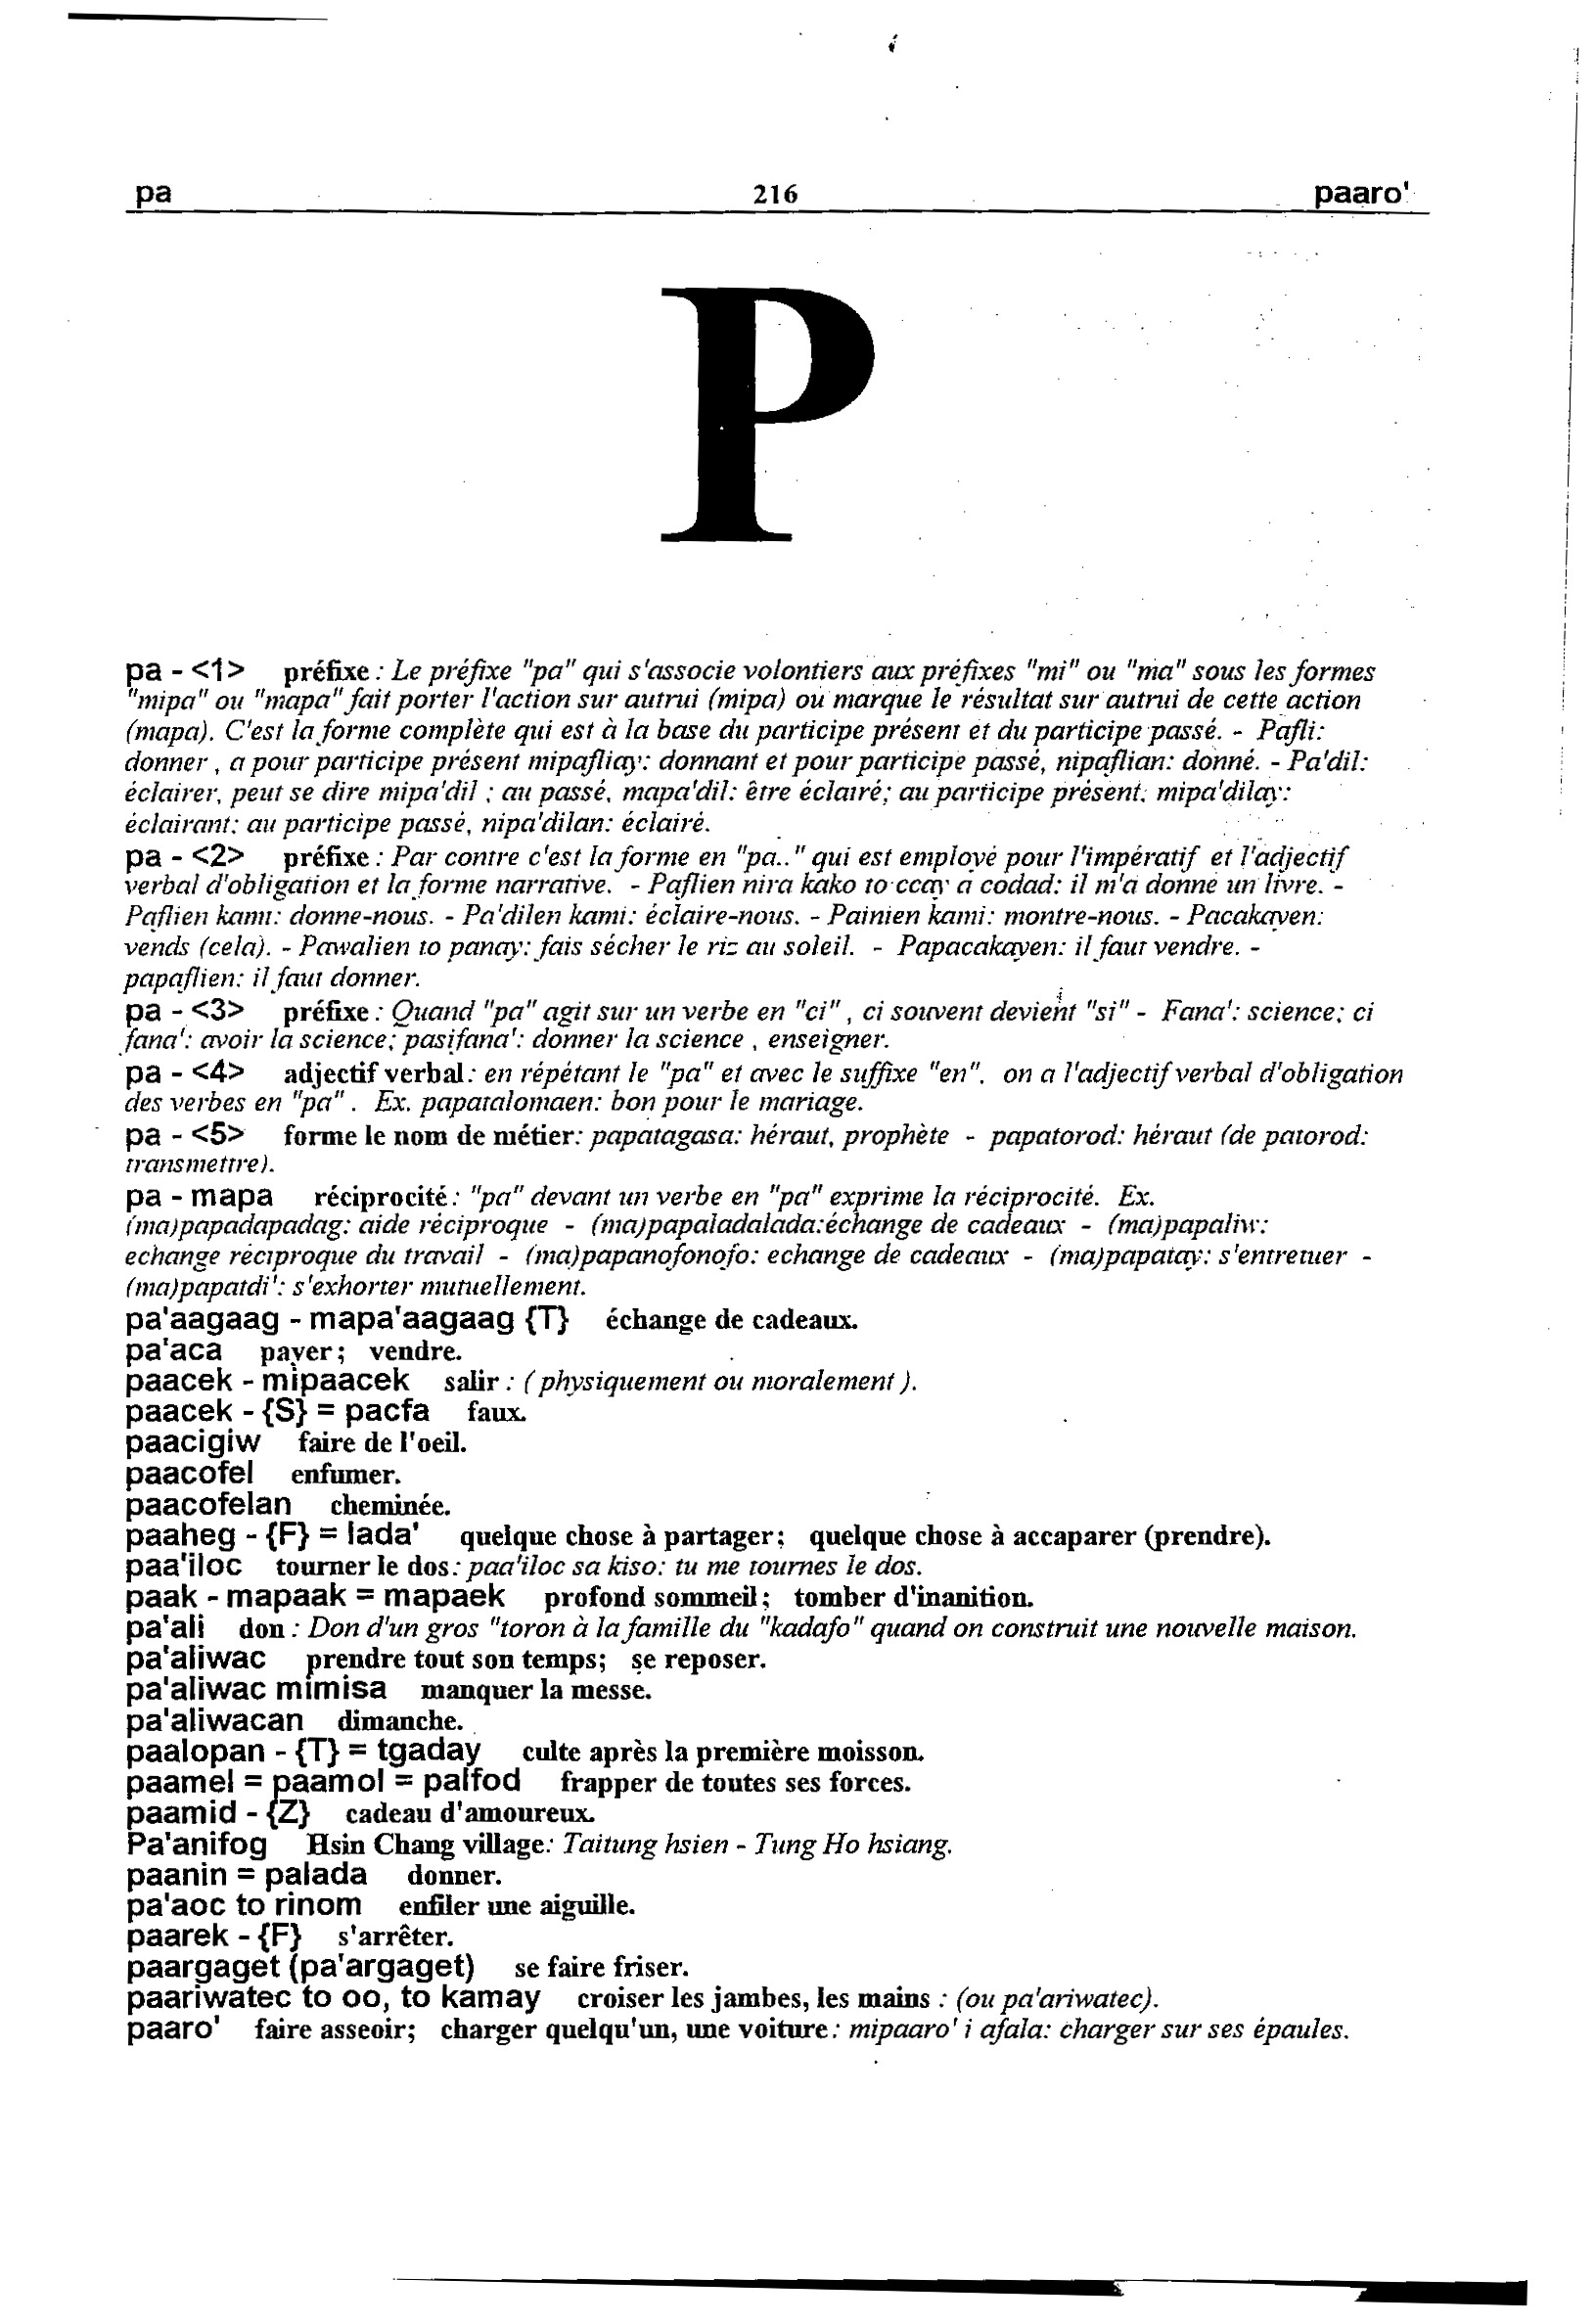 pa 216 paaro'
P
pa - <1> préfixe : Le préfixe "pa" qui s'associe volontiers aux préfixes "mi" ou "ma" sous les formes
"mipa" ou "mapa" fait porter l'action sur autrui (mipa) ou marque le résultat sur autrui de cette action
(mapa). C'est la forme complète qui est à la base du participe présent et du participe passé. - Pafli:
donner , a pour participe présent mipafliay: donnant et pour participe passé, nipaflian: donné. - Pa'dil:
éclairer, peut se dire mipa'dil ; au passé, mapa'dil: être éclairé; au participe présent: mipa'dilay:
éclairant: au participe passé, nipa'dilan: éclairé.
pa - <2> préfixe : Par contre c'est la forme en "pa.." qui est employé pour l'impératif et l'adjectif
verbal d'obligation et la forme narrative. - Paflien nira kako to ccay a codad: il m'a donné un livre. -
Paflien kami: donne-nous. - Pa'dilen kami: éclaire-nous. - Painien kami: montre-nous. - Pacakayen:
vends (cela). - Pawalien to panay: fais sécher le riz au soleil. - Papacakayen: il faut vendre. -
papaflien: il faut donner.
pa - <3> préfixe : Quand "pa" agit sur un verbe en "ci" , ci souvent devient "si" - Fana': science; ci
fana': avoir la science; pasifana': donner la science , enseigner.
pa - <4> adjectif verbal : en répétant le "pa" et avec le suffixe "en". on a l'adjectif verbal d'obligation
des verbes en "pa" . Ex. papatalomaen: bon pour le mariage.
pa - <5> forme le nom de métier: papatagasa: héraut, prophète - papatorod: héraut (de patorod:
transmettre).
pa - mapa réciprocité : "pa" devant un verbe en "pa" exprime la réciprocité. Ex.
(ma)papadapadag: aide réciproque - (ma)papaladalada:échange de cadeaux - (ma)papaliw:
echange réciproque du travail - (ma)papanofonofo: echange de cadeaux - (ma)papatay: s'entretuer -
(ma)papatdi': s'exhorter mutuellement.
pa'aagaag - mapa'aagaag {T} échange de cadeaux.
pa'aca payer; vendre.
paacek - mipaacek salir : ( physiquement ou moralement ).
paacek - {S} = pacfa faux.
paacigiw faire de l'oeil.
paacofel enfumer.
paacofelan cheminée.
paaheg - {F} = lada' quelque chose à partager; quelque chose à accaparer (prendre).
paa'iloc tourner le dos: paa'iloc sa kiso: tu me tournes le dos.
paak - mapaak = mapaek profond sommeil; tomber d'inanition.
pa'ali don : Don d'un gros "toron à la famille du "kadafo" quand on construit une nouvelle maison.
pa'aliwac prendre tout son temps; se reposer.
pa'aliwac mimisa manquer la messe.
pa'aliwacan dimanche.
paalopan - {T} = tgaday culte après la première moisson.
paamel = paamol = palfod frapper de toutes ses forces.
paamid - {Z} cadeau d'amoureux.
Pa'anifog Hsin Chang village: Taitung hsien - Tung Ho hsiang.
paanin = palada donner.
pa'aoc to rinom enfiler une aiguille.
paarek - {F} s'arrêter.
paargaget (pa'argaget) se faire friser.
paariwatec to oo, to kamay croiser les jambes, les mains : (ou pa'ariwatec).
paaro' faire asseoir; charger quelqu'un, une voiture : mipaaro' i afala: charger sur ses épaules.